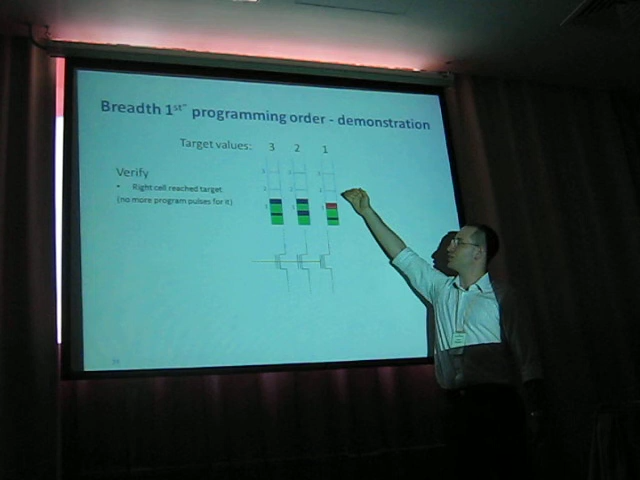 Breadth 1st" programming order - demonstration
Target values: 3 2 1
Verify
• Right cell reached target
(no more program pulses for it)